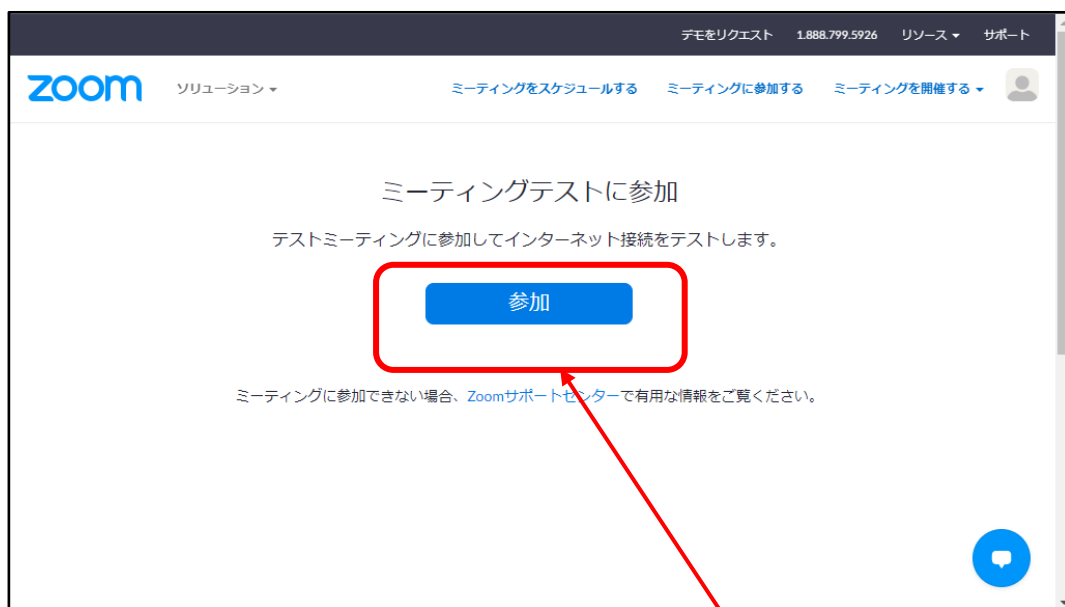 デモをリクエスト 1.888.799.5926 リソース サポート
zoom ソリューション ミーティングをスケジュールする ミーティングに参加する ミーティングを開催する
ミーティングテストに参加
テストミーティングに参加してインターネット接続をテストします。
参加
ミーティングに参加できない場合、Zoomサポートセンターで有用な情報をご覧ください。